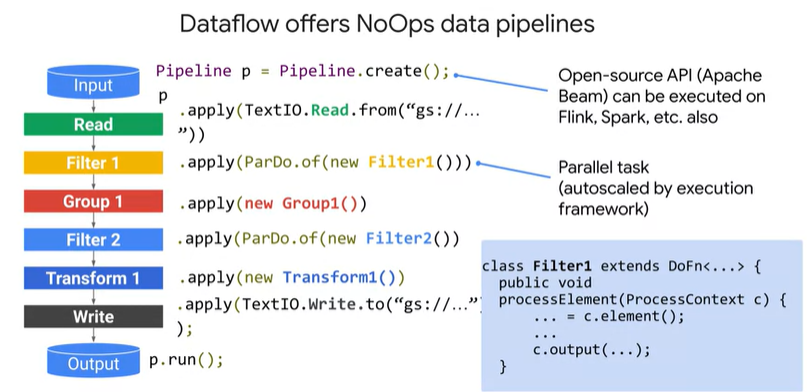 Dataflow offers NoOps data pipelines
Input
Read
Filter 1
Group 1
Filter 2
Transform 1
Write
Output
Pipeline p = Pipeline.create();
p
.apply(TextIO.Read.from(“gs://…
”))
.apply(ParDo.of(new Filter1()))
.apply(new Group1())
.apply(ParDo.of(new Filter2())
.apply(new Transform1())
.apply(TextIO.Write.to(“gs://…”)
);
p.run();
Open-source API (Apache
Beam) can be executed on
Flink, Spark, etc. also
Parallel task
(autoscaled by execution
framework)
class Filter1 extends DoFn<...> {
public void
processElement(ProcessContext c) {
... = c.element();
...
c.output(...);
}